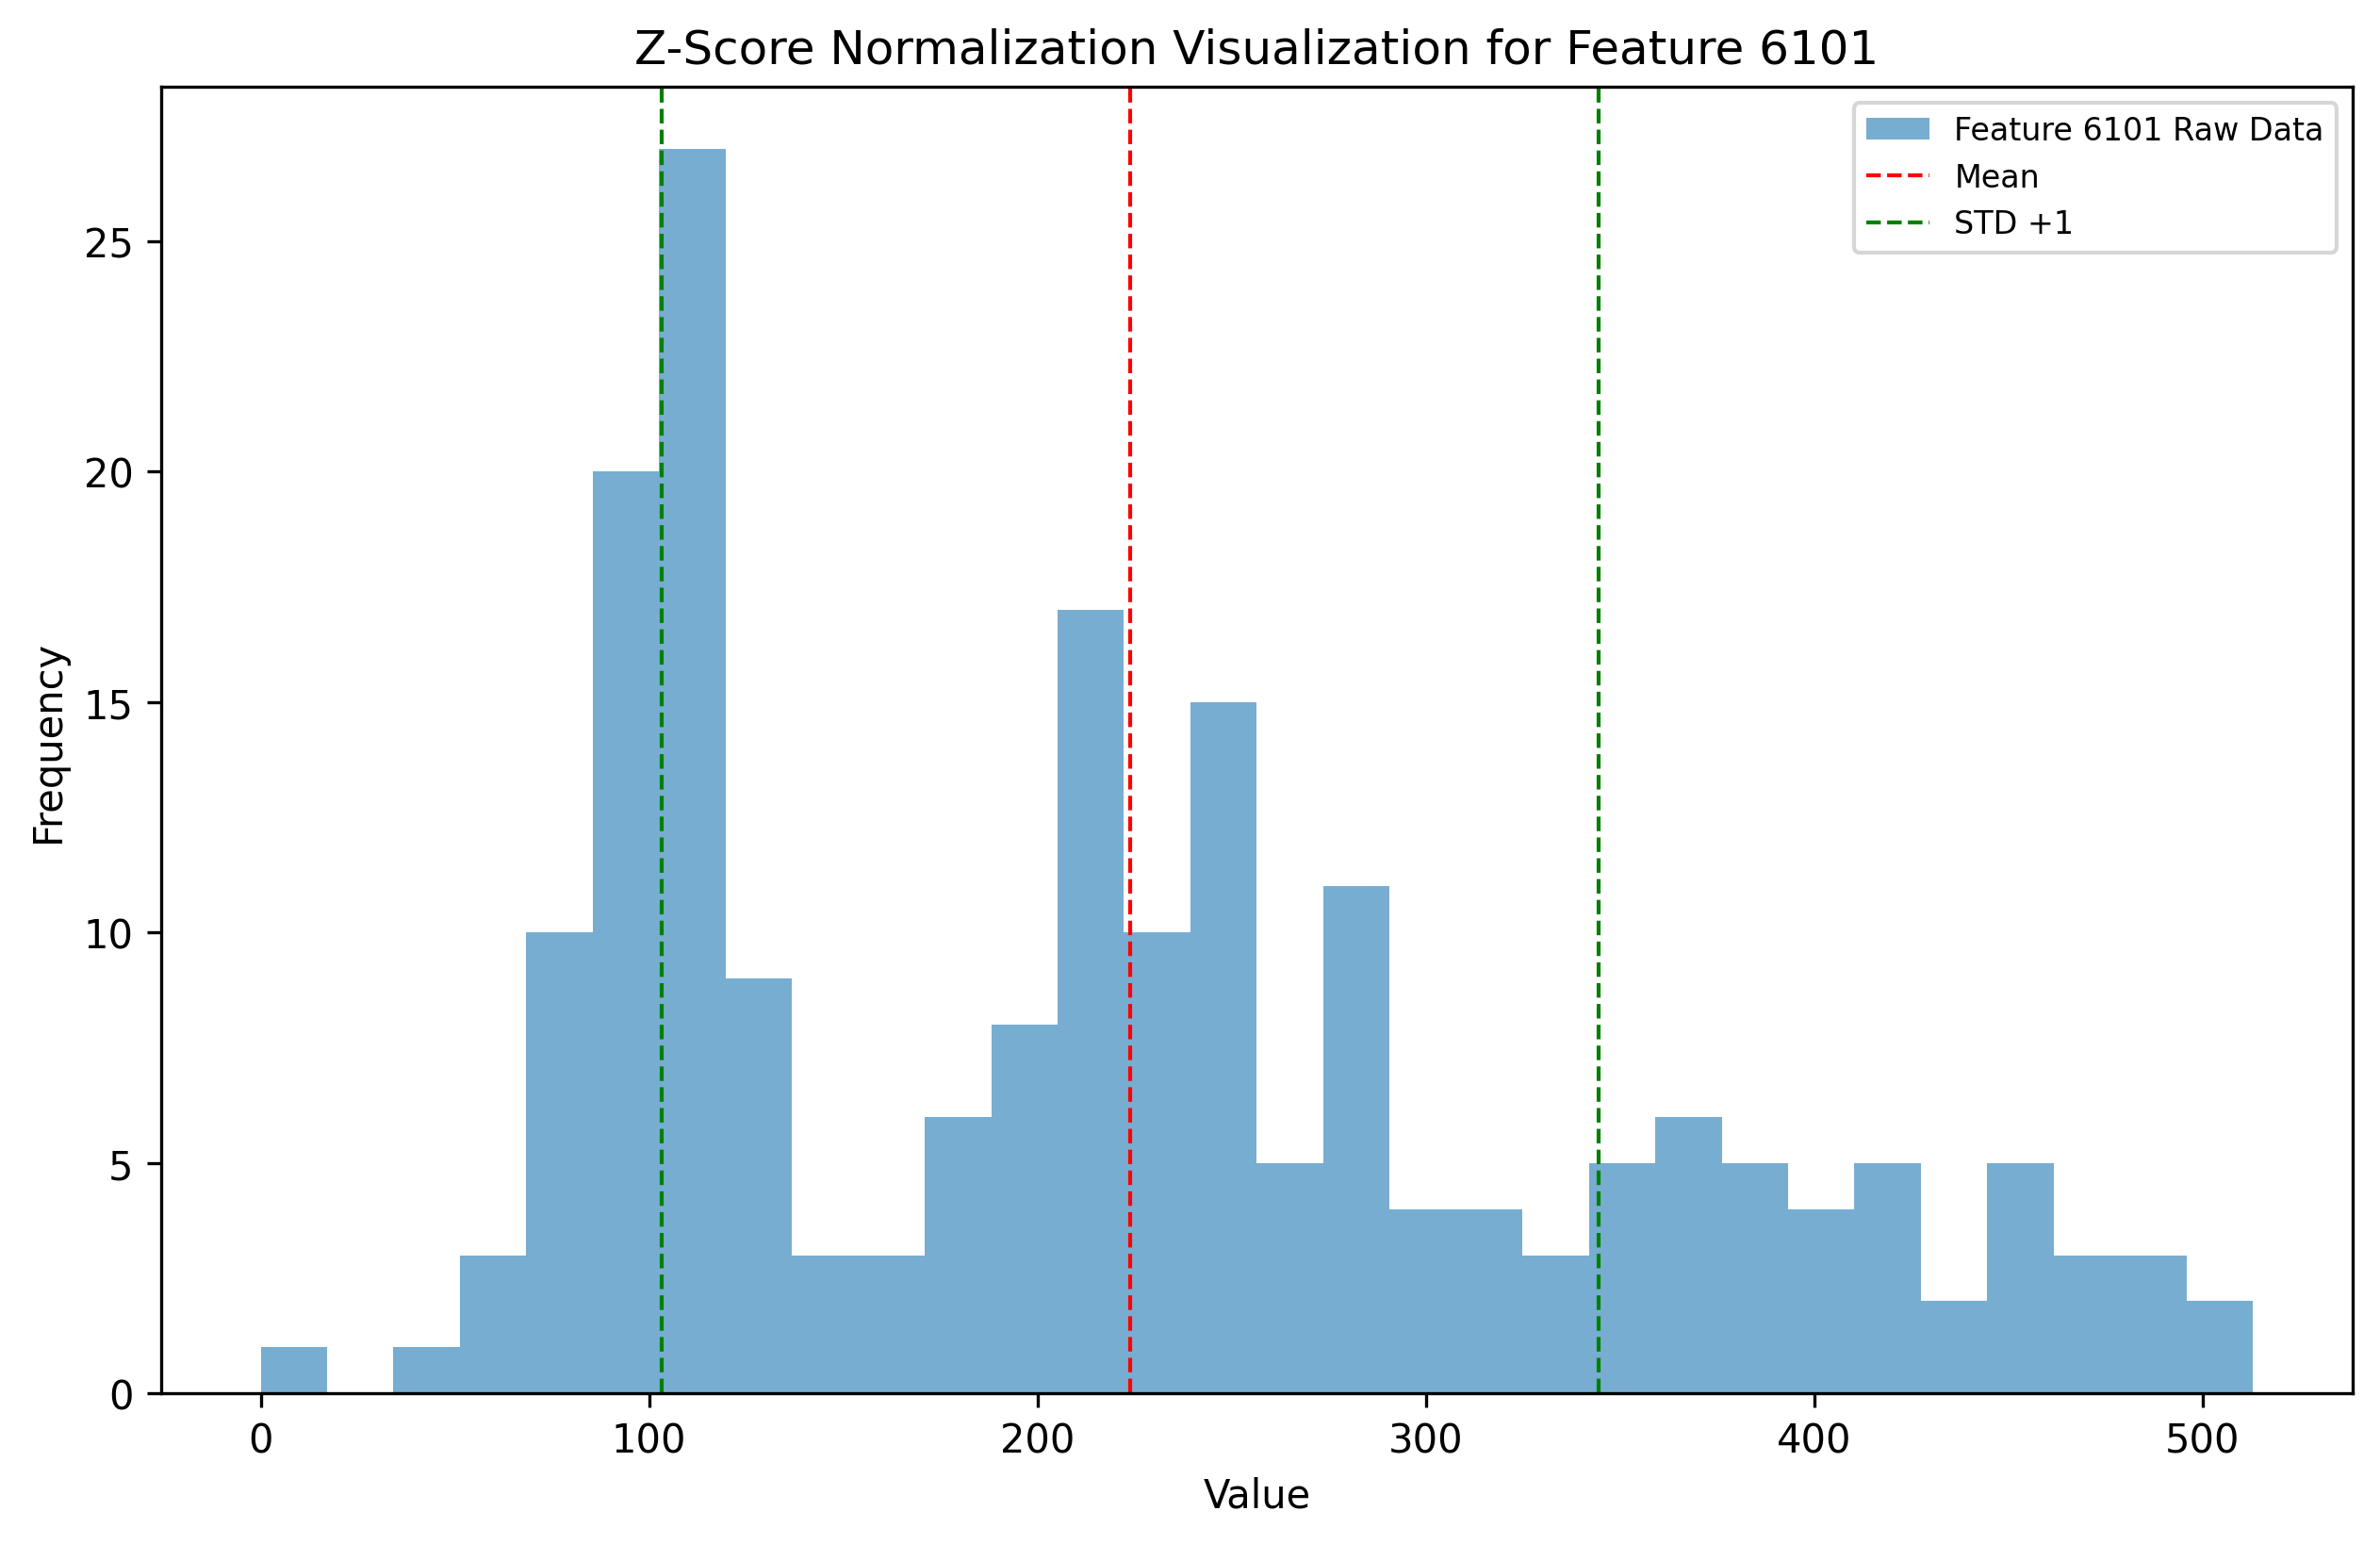 Z-Score Normalization Visualization for Feature 6101
Feature 6101 Raw Data
Mean
STD +1
Frequency
25
20
15
10
5
0
0 100 200 300 400 500
Value